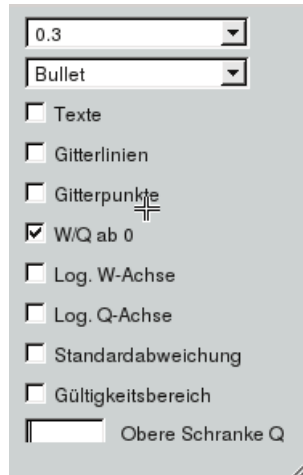 0.3
Bullet
Texte
Gitterlinien
Gitterpunkte
W/Q ab 0
Log. W-Achse
Log. Q-Achse
Standardabweichung
Gültigkeitsbereich
Obere Schranke Q